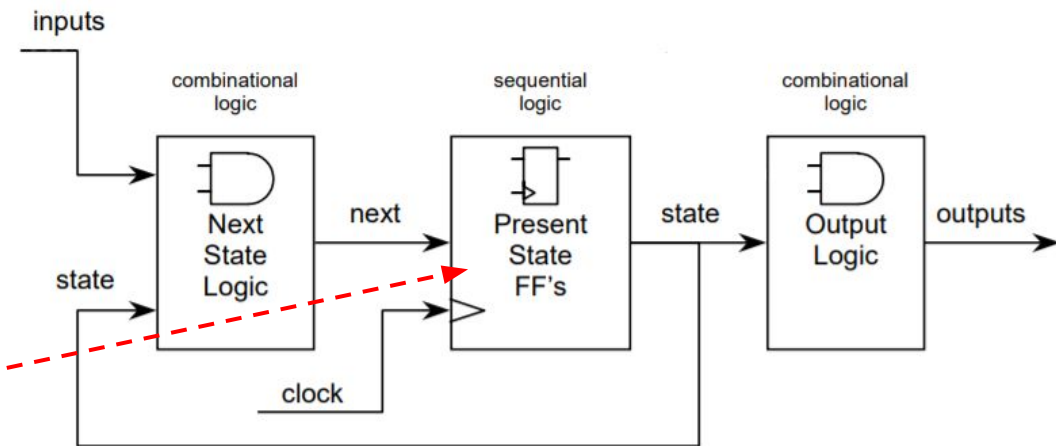 inputs
combinational
logic
sequential
logic
combinational
logic
Next
State
Logic
next
Present
State
FF's
state
Output
Logic
outputs
state
clock